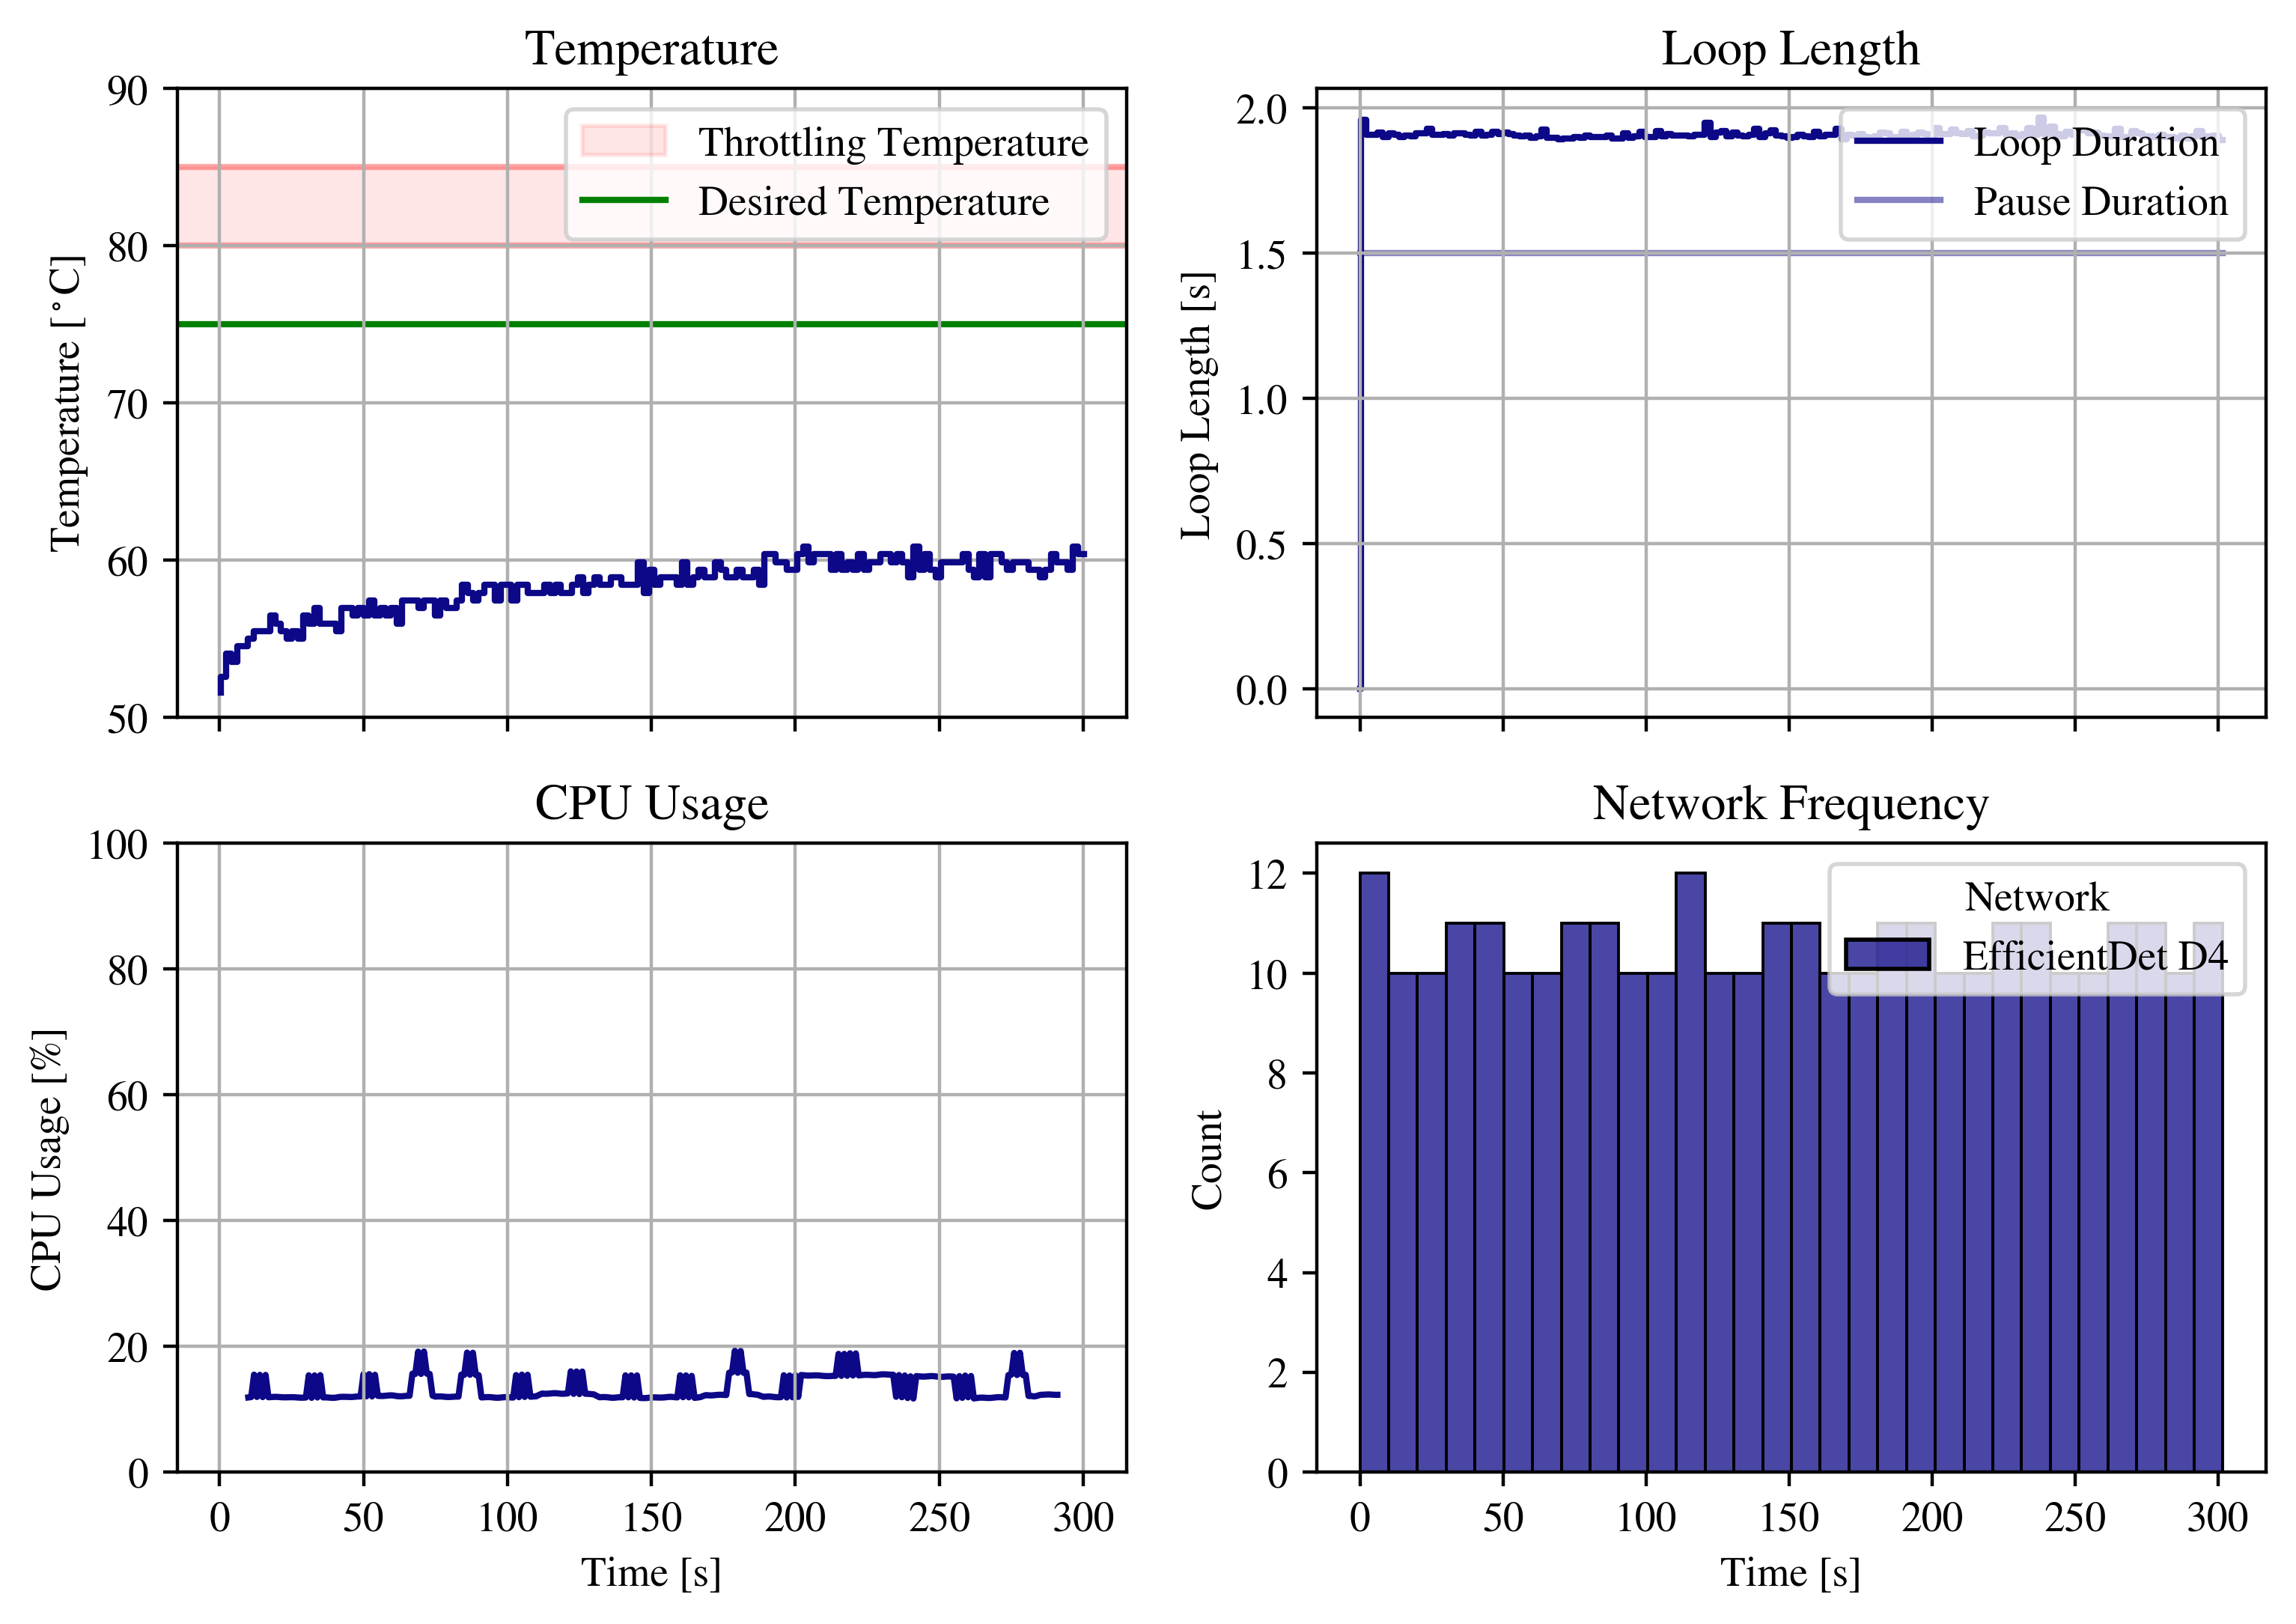 Temperature
90
80
70
60
50
Temperature [°C]
Throttling Temperature
Desired Temperature
Loop Length
2.0
1.5
1.0
0.5
0.0
Loop Length [s]
Loop Duration
Pause Duration
CPU Usage
100
80
60
40
20
0
CPU Usage [%]
0 50 100 150 200 250 300
Time [s]
Network Frequency
12
10
8
6
4
2
0
Count
Network
EfficientDet D4
0 50 100 150 200 250 300
Time [s]